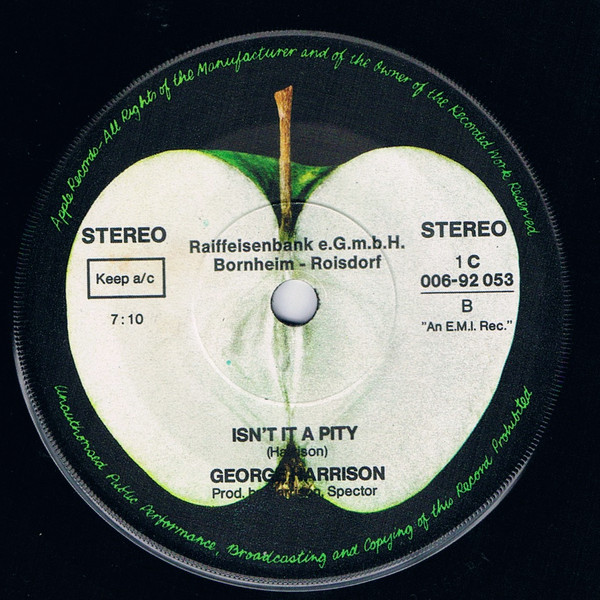 Apple Records-All Rights of the Manufacturer and of the Owner of the Recorded Work Reserved
STEREO
Keep a/c
7:10
Raiffeisenbank e.G.m.b.H.
Bornheim - Roisdorf
STEREO
1 C
006-92 053
B
"An E.M.I. Rec."
ISN'T IT A PITY
(Harrison)
GEORGE HARRISON
Prod. by Harrison, Spector
Unauthorised Public Performance, Broadcasting and Copying of this Record Prohibited